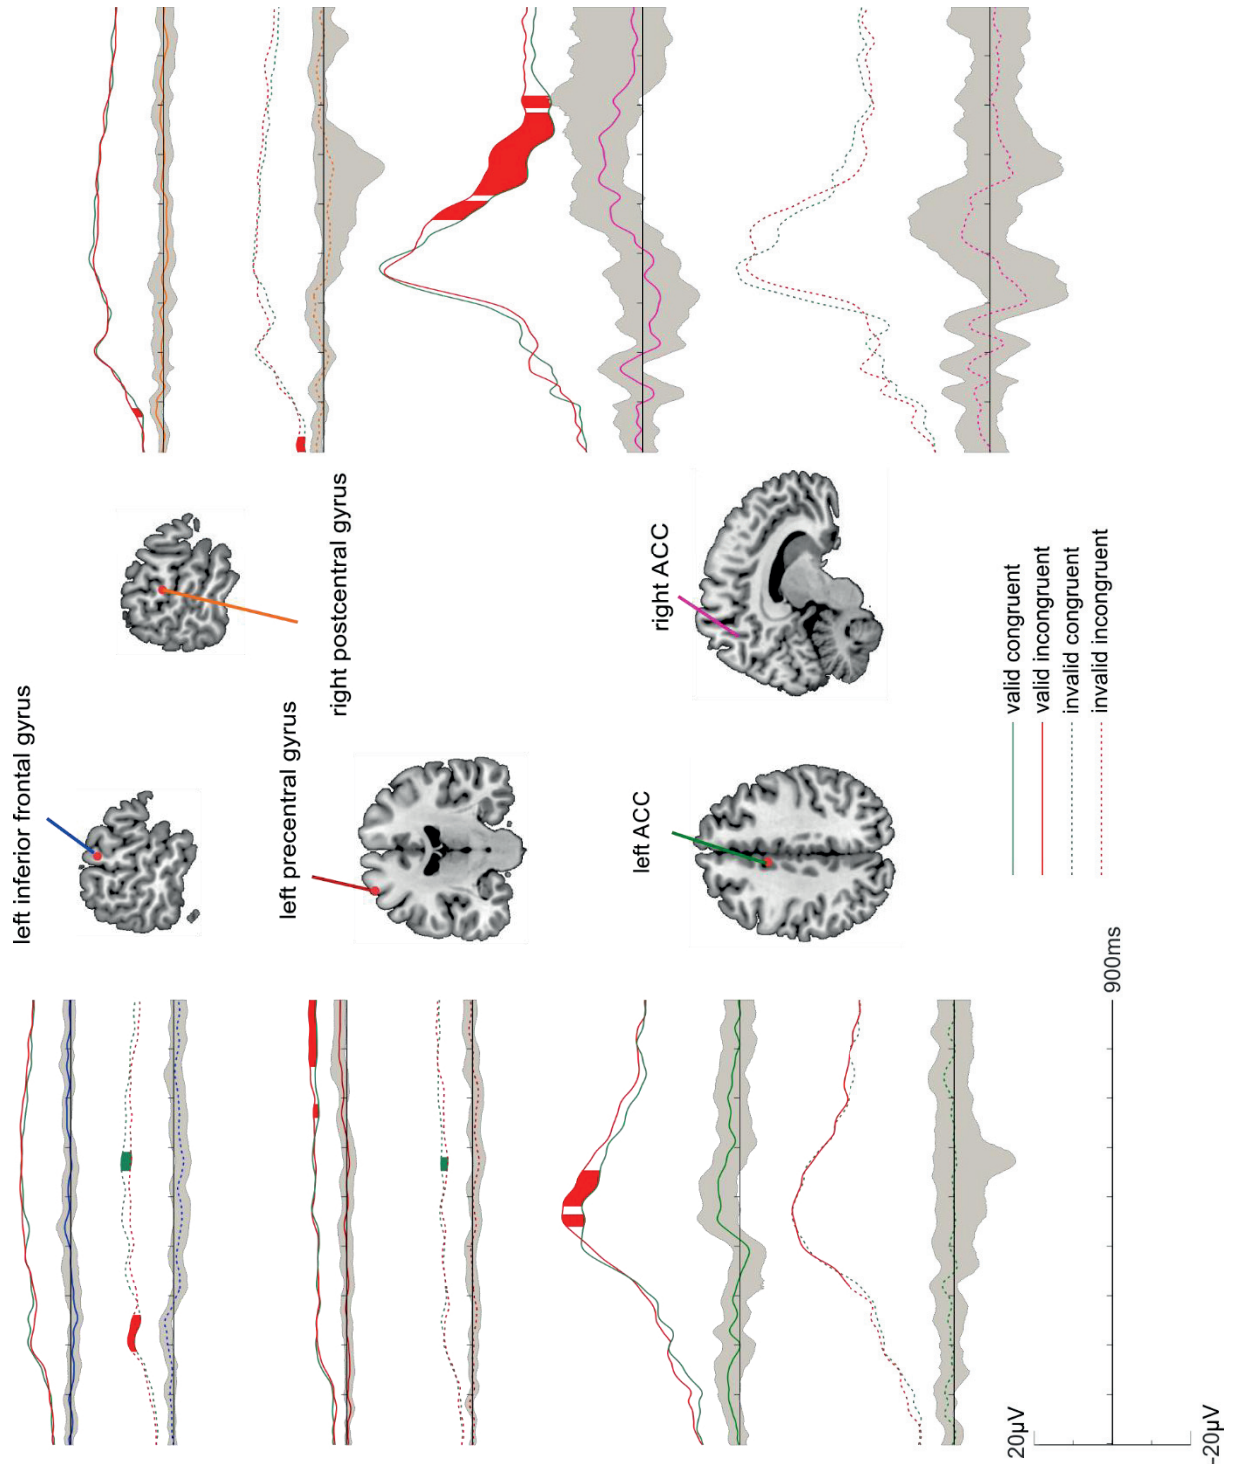 left inferior frontal gyrus
right postcentral gyrus
left precentral gyrus
left ACC
right ACC
20µV
-20µV
900ms
valid congruent
valid incongruent
invalid congruent
invalid incongruent